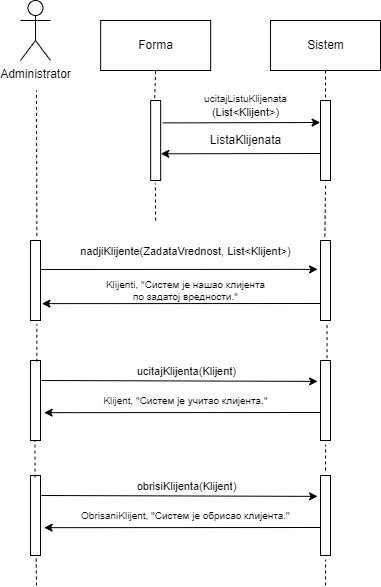 Forma
Sistem
Administrator
ucitajListuKlijenata
(List<Klijent>)
ListaKlijenata
nadjiKlijente(ZadataVrednost, List<Klijent>)
Klijenti, "Систем је нашао клијента
по задатој вредности."
ucitajKlijenta(Klijent)
Klijent, "Систем је учитао клијента."
obrisiKlijenta(Klijent)
ObrisaniKlijent, "Систем је обрисао клијента."